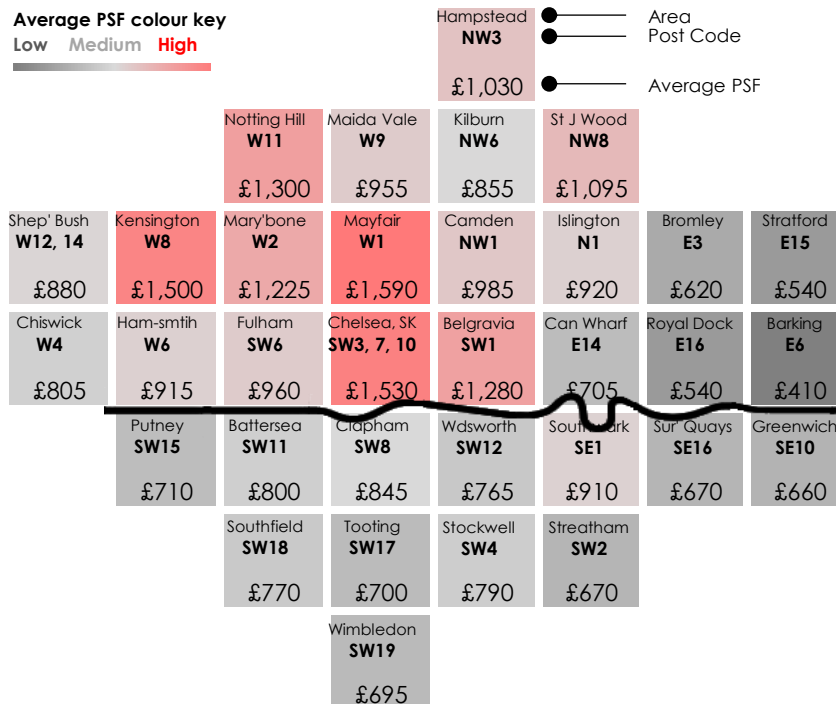 Average PSF colour key
Low Medium High
Hampstead
NW3
£1,030
Area
Post Code
Average PSF
Notting Hill
W11
£1,300
Maida Vale
W9
£955
Kilburn
NW6
£855
St J Wood
NW8
£1,095
Shep' Bush
W12, 14
£880
Kensington
W8
£1,500
Mary'bone
W2
£1,225
Mayfair
W1
£1,590
Camden
NW1
£985
Islington
N1
£920
Bromley
E3
£620
Stratford
E15
£540
Chiswick
W4
£805
Ham-smtih
W6
£915
Fulham
SW6
£960
Chelsea, SK
SW3, 7, 10
£1,530
Belgravia
SW1
£1,280
Can Wharf
E14
£705
Royal Dock
E16
£540
Barking
E6
£410
Putney
SW15
£710
Battersea
SW11
£800
Clapham
SW8
£845
Wdsworth
SW12
£765
Southwark
SE1
£910
Sur' Quays
SE16
£670
Greenwich
SE10
£660
Southfield
SW18
£770
Tooting
SW17
£700
Stockwell
SW4
£790
Streatham
SW2
£670
Wimbledon
SW19
£695